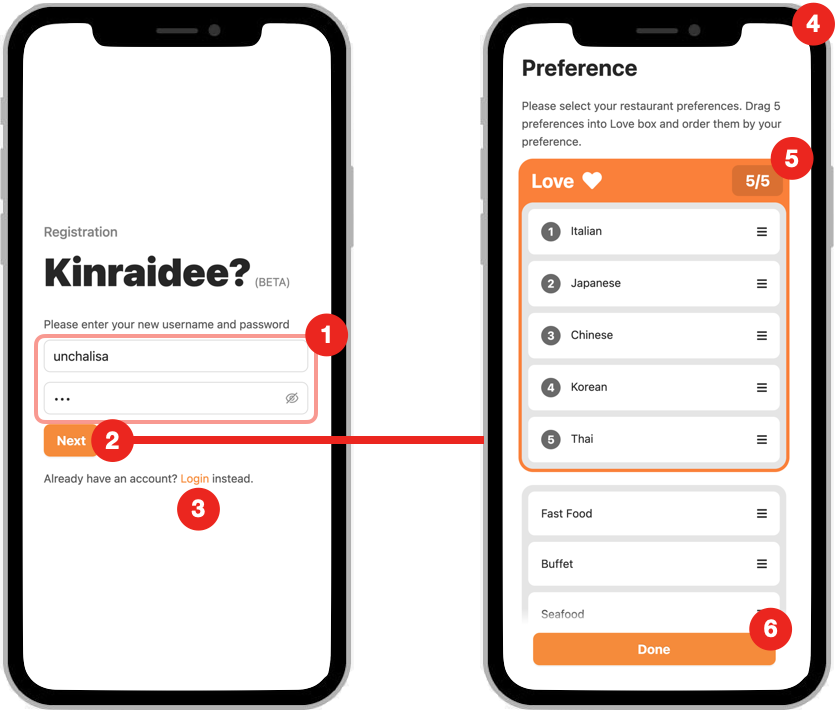 Registration
Kinraidee? (BETA)
Please enter your new username and password
1
unchalisa
•••
Next
2
Already have an account? Login instead.
3
4
Preference
Please select your restaurant preferences. Drag 5
preferences into Love box and order them by your
preference.
5
Love 5/5
1 Italian
2 Japanese
3 Chinese
4 Korean
5 Thai
Fast Food
Buffet
Seafood
6
Done